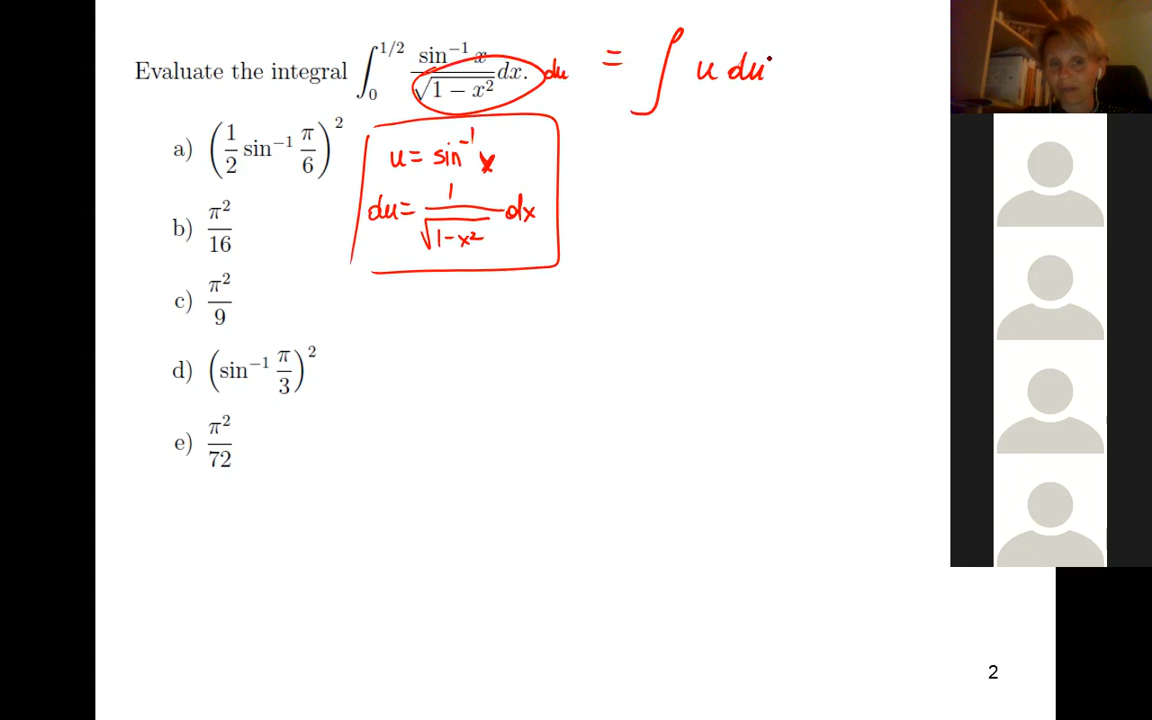 Evaluate the integral ∫₀^{1/2} sin⁻¹ x / √(1 − x²) dx. du = ∫ u du
a) (1/2 sin⁻¹ π/6)²
u = sin⁻¹ x
du = 1/√(1-x²) dx
b) π²/16
c) π²/9
d) (sin⁻¹ π/3)²
e) π²/72
2